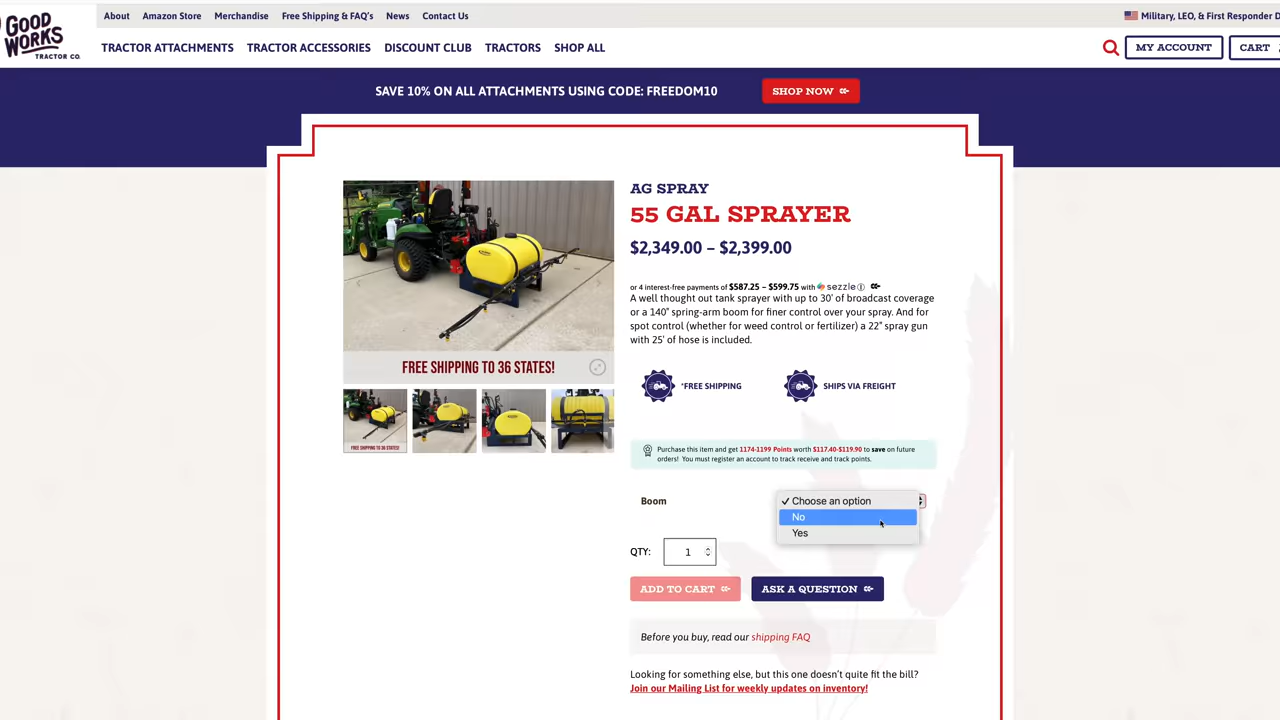 GOOD
WORKS
TRACTOR CO.
About Amazon Store Merchandise Free Shipping & FAQ's News Contact Us
Military, LEO, & First Responder D
TRACTOR ATTACHMENTS TRACTOR ACCESSORIES DISCOUNT CLUB TRACTORS SHOP ALL
MY ACCOUNT CART
SAVE 10% ON ALL ATTACHMENTS USING CODE: FREEDOM10
SHOP NOW
AG SPRAY
55 GAL SPRAYER
$2,349.00 – $2,399.00
or 4 interest-free payments of $587.25 – $599.75 with sezzle
A well thought out tank sprayer with up to 30' of broadcast coverage
or a 140" spring-arm boom for finer control over your spray. And for
spot control (whether for weed control or fertilizer) a 22" spray gun
with 25' of hose is included.
FREE SHIPPING TO 36 STATES!
*FREE SHIPPING
SHIPS VIA FREIGHT
FREE SHIPPING TO 36 STATES!
Purchase this item and get 1174-1199 Points worth $117.40-$119.90 to save on future
orders! You must register an account to track receive and track points.
Boom
Choose an option
No
Yes
QTY: 1
ADD TO CART
ASK A QUESTION
Before you buy, read our shipping FAQ
Looking for something else, but this one doesn't quite fit the bill?
Join our Mailing List for weekly updates on inventory!